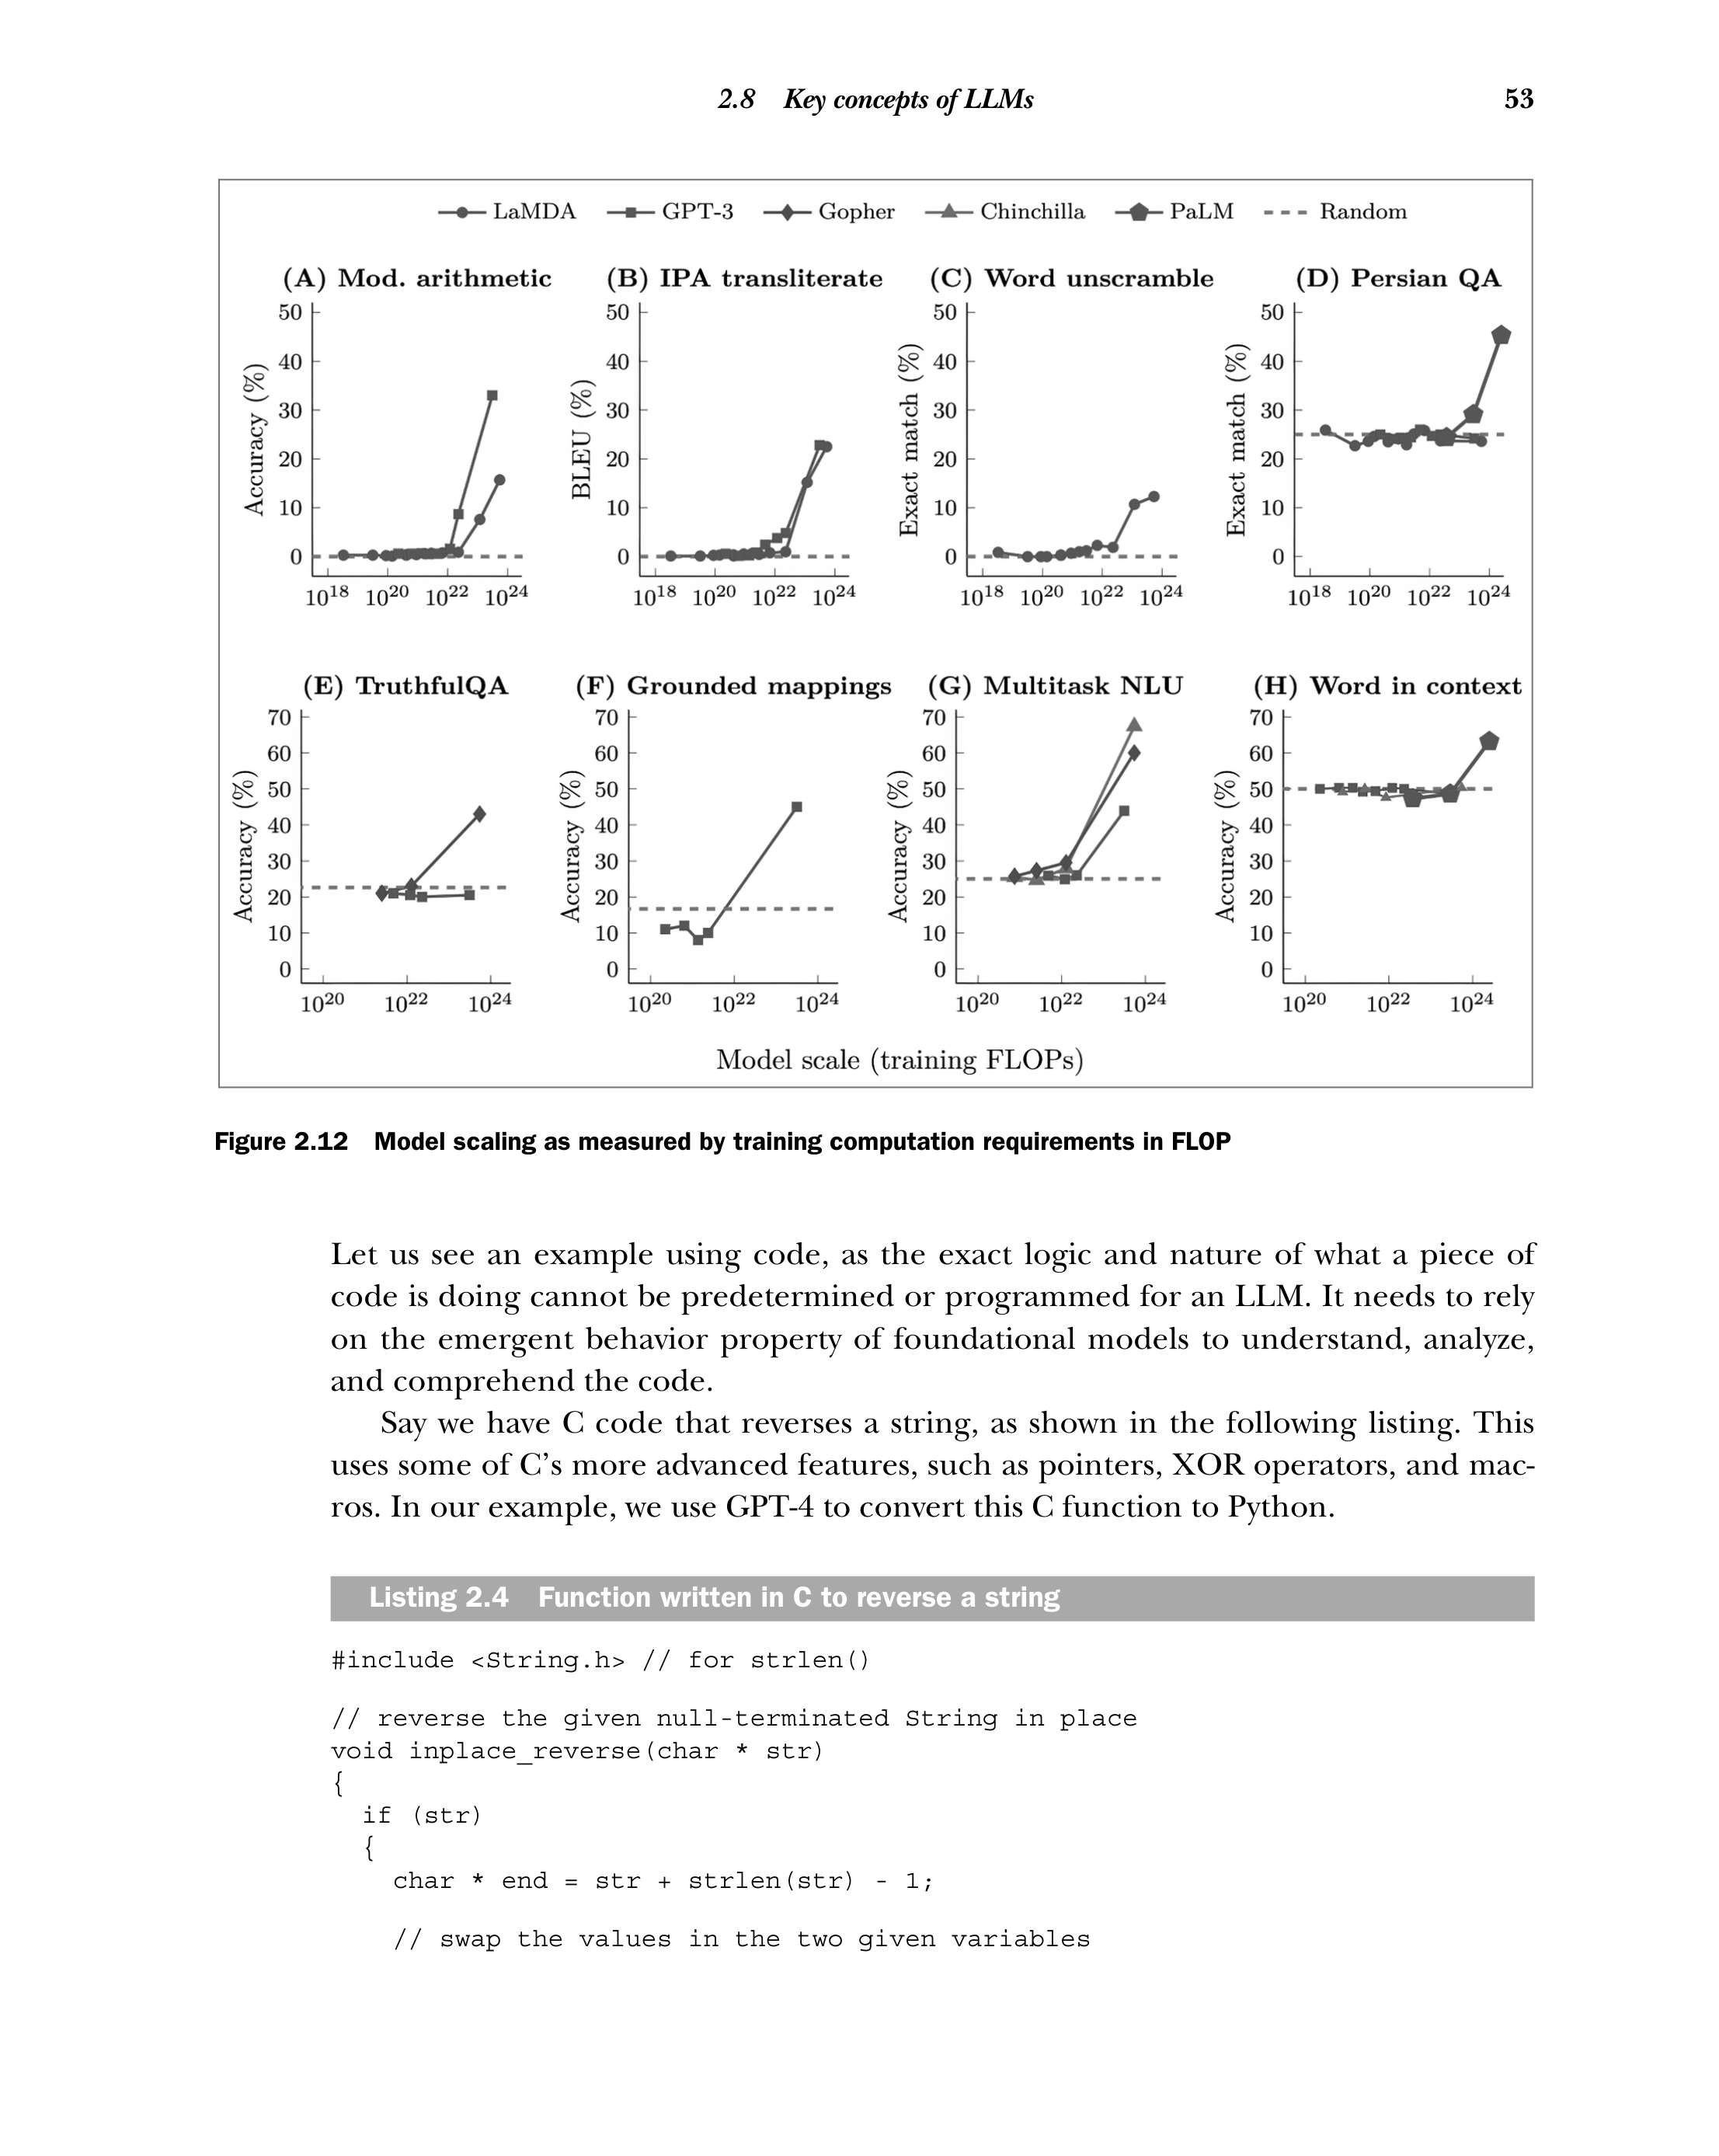 2.8 Key concepts of LLMs 53
LaMDA GPT-3 Gopher Chinchilla PaLM Random
(A) Mod. arithmetic
Accuracy (%)
50
40
30
20
10
0
10^18 10^20 10^22 10^24
(B) IPA transliterate
BLEU (%)
50
40
30
20
10
0
10^18 10^20 10^22 10^24
(C) Word unscramble
Exact match (%)
50
40
30
20
10
0
10^18 10^20 10^22 10^24
(D) Persian QA
Exact match (%)
50
40
30
20
10
0
10^18 10^20 10^22 10^24
(E) TruthfulQA
Accuracy (%)
70
60
50
40
30
20
10
0
10^20 10^22 10^24
(F) Grounded mappings
Accuracy (%)
70
60
50
40
30
20
10
0
10^20 10^22 10^24
(G) Multitask NLU
Accuracy (%)
70
60
50
40
30
20
10
0
10^20 10^22 10^24
(H) Word in context
Accuracy (%)
70
60
50
40
30
20
10
0
10^20 10^22 10^24
Model scale (training FLOPs)
Figure 2.12 Model scaling as measured by training computation requirements in FLOP
Let us see an example using code, as the exact logic and nature of what a piece of
code is doing cannot be predetermined or programmed for an LLM. It needs to rely
on the emergent behavior property of foundational models to understand, analyze,
and comprehend the code.
Say we have C code that reverses a string, as shown in the following listing. This
uses some of C's more advanced features, such as pointers, XOR operators, and mac-
ros. In our example, we use GPT-4 to convert this C function to Python.
Listing 2.4 Function written in C to reverse a string
#include <String.h> // for strlen()
// reverse the given null-terminated String in place
void inplace_reverse(char * str)
{
if (str)
{
char * end = str + strlen(str) - 1;
// swap the values in the two given variables